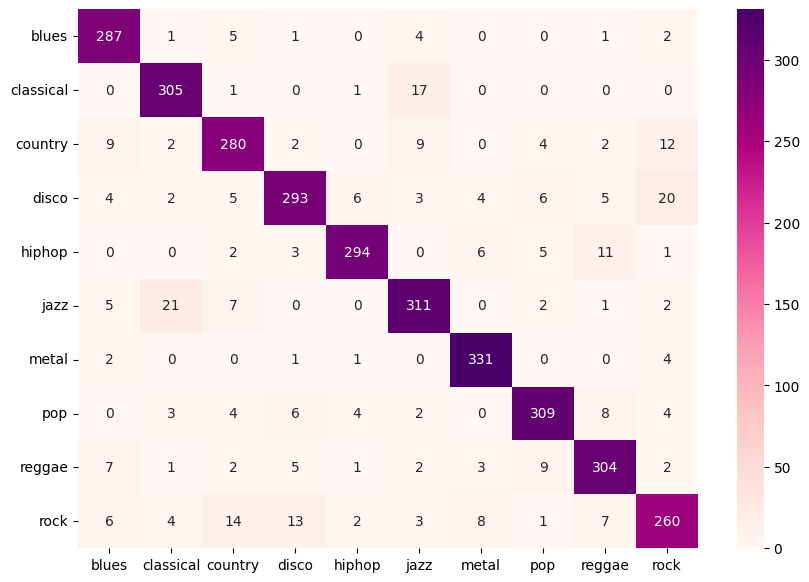 blues 287 1 5 1 0 4 0 0 1 2
classical 0 305 1 0 1 17 0 0 0 0
country 9 2 280 2 0 9 0 4 2 12
disco 4 2 5 293 6 3 4 6 5 20
hiphop 0 0 2 3 294 0 6 5 11 1
jazz 5 21 7 0 0 311 0 2 1 2
metal 2 0 0 1 1 0 331 0 0 4
pop 0 3 4 6 4 2 0 309 8 4
reggae 7 1 2 5 1 2 3 9 304 2
rock 6 4 14 13 2 3 8 1 7 260
blues classical country disco hiphop jazz metal pop reggae rock
300
250
200
150
100
50
0